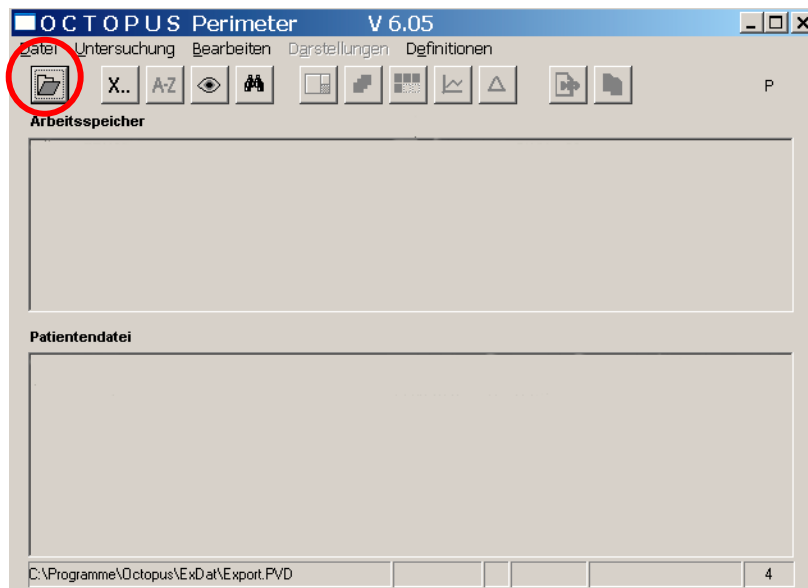 OCTOPUS Perimeter V 6.05
Datei Untersuchung Bearbeiten Darstellungen Definitionen
X.. A-Z P
Arbeitsspeicher
Patientendatei
C:\Programme\Octopus\ExDat\Export.PVD 4